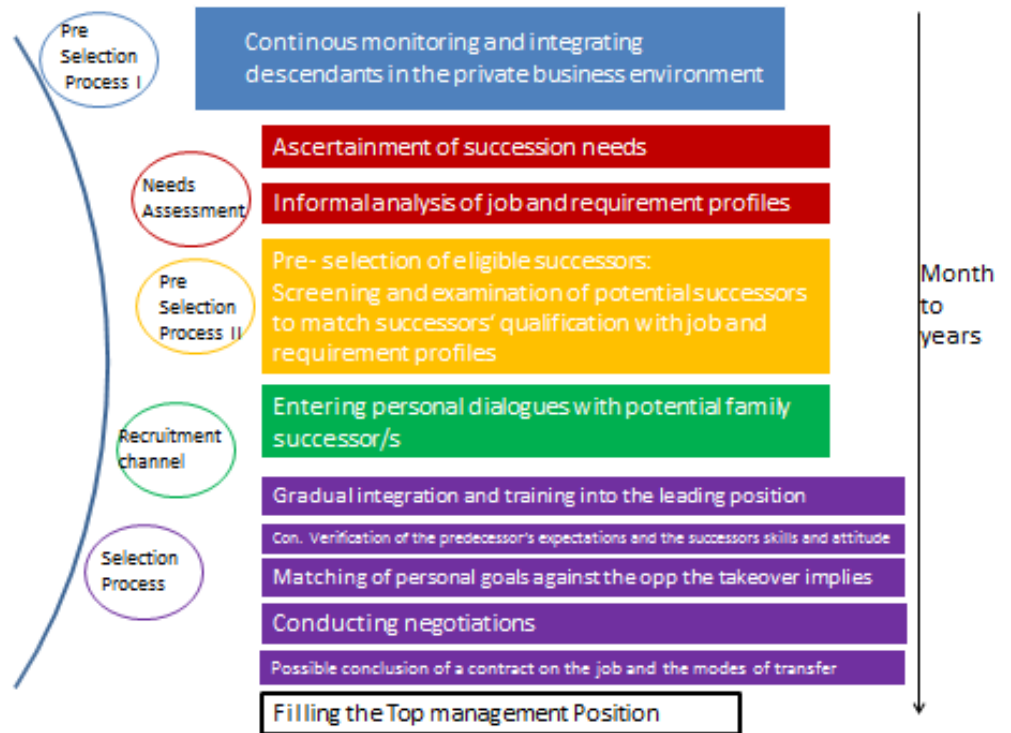 Pre
Selection
Process I
Continous monitoring and integrating
descendants in the private business environment
Ascertainment of succession needs
Needs
Assessment
Informal analysis of job and requirement profiles
Pre
Selection
Process II
Pre- selection of eligible successors:
Screening and examination of potential successors
to match successors' qualification with job and
requirement profiles
Month
to
years
Recruitment
channel
Entering personal dialogues with potential family
successor/s
Selection
Process
Gradual integration and training into the leading position
Con. Verification of the predecessor's expectations and the successors skills and attitude
Matching of personal goals against the opp the takeover implies
Conducting negotiations
Possible conclusion of a contract on the job and the modes of transfer
Filling the Top management Position